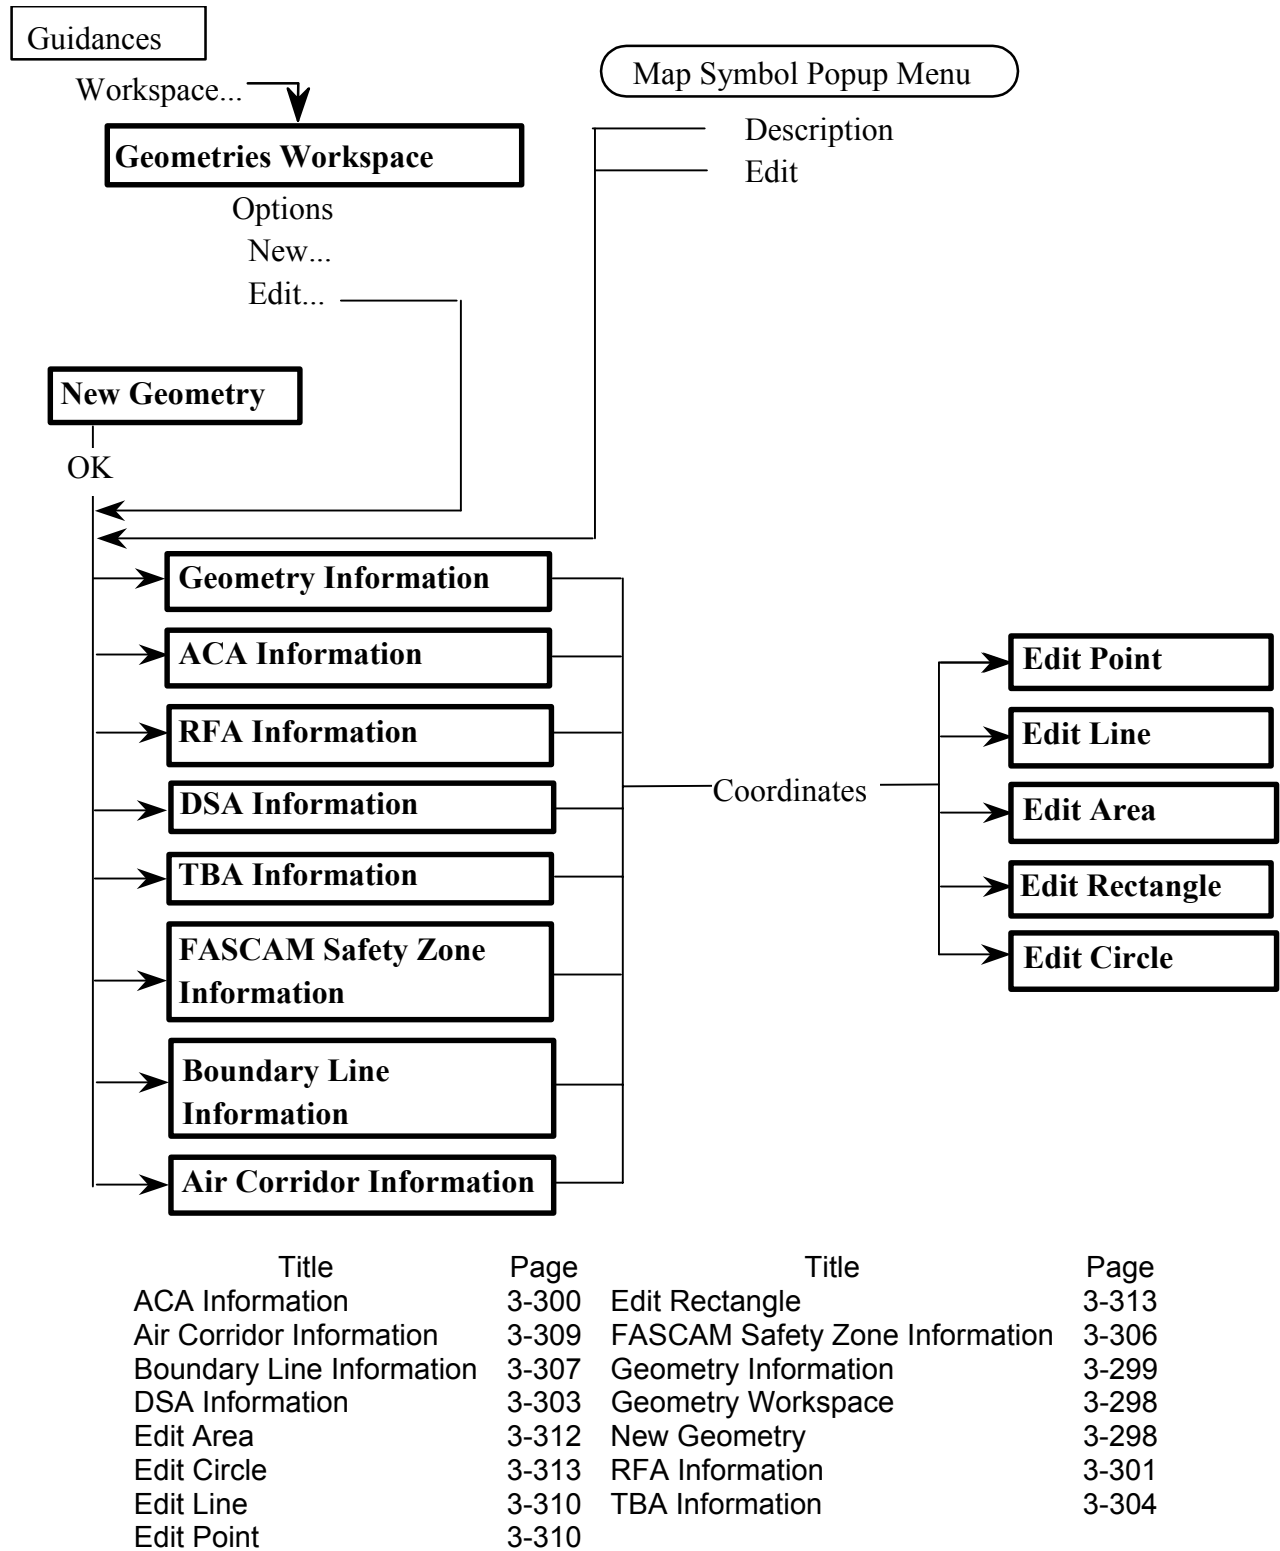 Guidances
Workspace...
Geometries Workspace
Options
New...
Edit...
Map Symbol Popup Menu
Description
Edit
New Geometry
OK
Geometry Information
ACA Information
RFA Information
DSA Information
TBA Information
FASCAM Safety Zone
Information
Boundary Line
Information
Air Corridor Information
Coordinates
Edit Point
Edit Line
Edit Area
Edit Rectangle
Edit Circle
Title Page Title Page
ACA Information 3-300 Edit Rectangle 3-313
Air Corridor Information 3-309 FASCAM Safety Zone Information 3-306
Boundary Line Information 3-307 Geometry Information 3-299
DSA Information 3-303 Geometry Workspace 3-298
Edit Area 3-312 New Geometry 3-298
Edit Circle 3-313 RFA Information 3-301
Edit Line 3-310 TBA Information 3-304
Edit Point 3-310